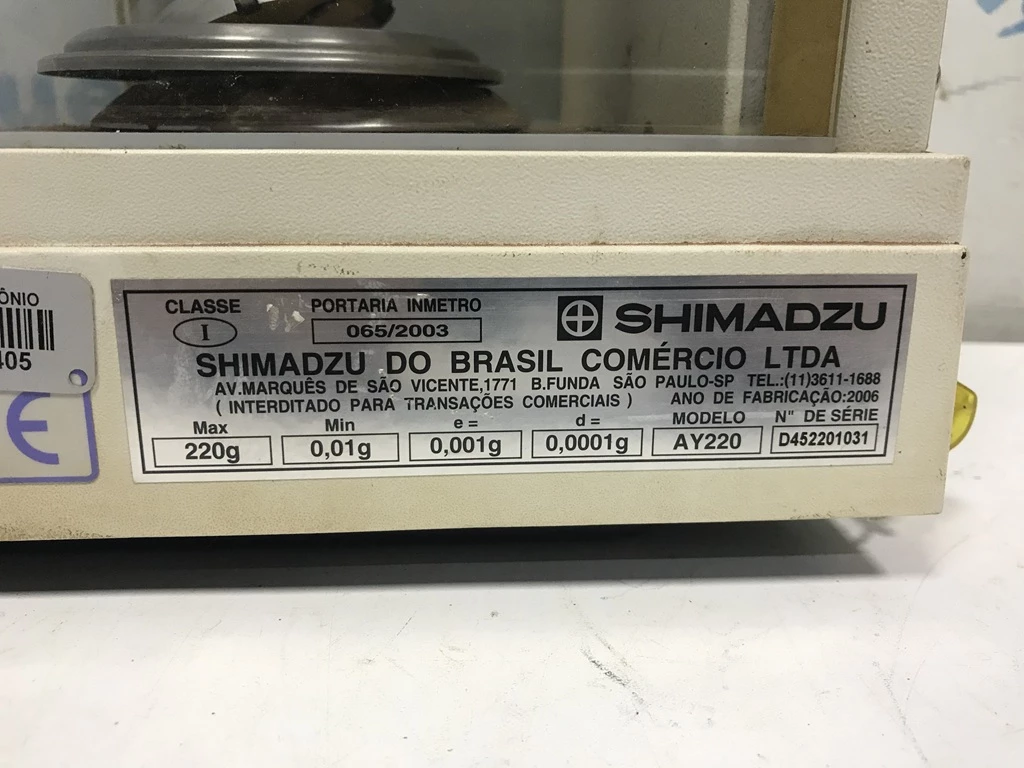 ÔNIO
405
CLASSE
I
PORTARIA INMETRO
065/2003
SHIMADZU
SHIMADZU DO BRASIL COMÉRCIO LTDA
AV.MARQUÊS DE SÃO VICENTE,1771 B.FUNDA SÃO PAULO-SP TEL.:(11)3611-1688
( INTERDITADO PARA TRANSAÇÕES COMERCIAIS ) ANO DE FABRICAÇÃO:2006
Max Min e = d = MODELO N" DE SÉRIE
220g 0,01g 0,001g 0,0001g AY220 D452201031
CE